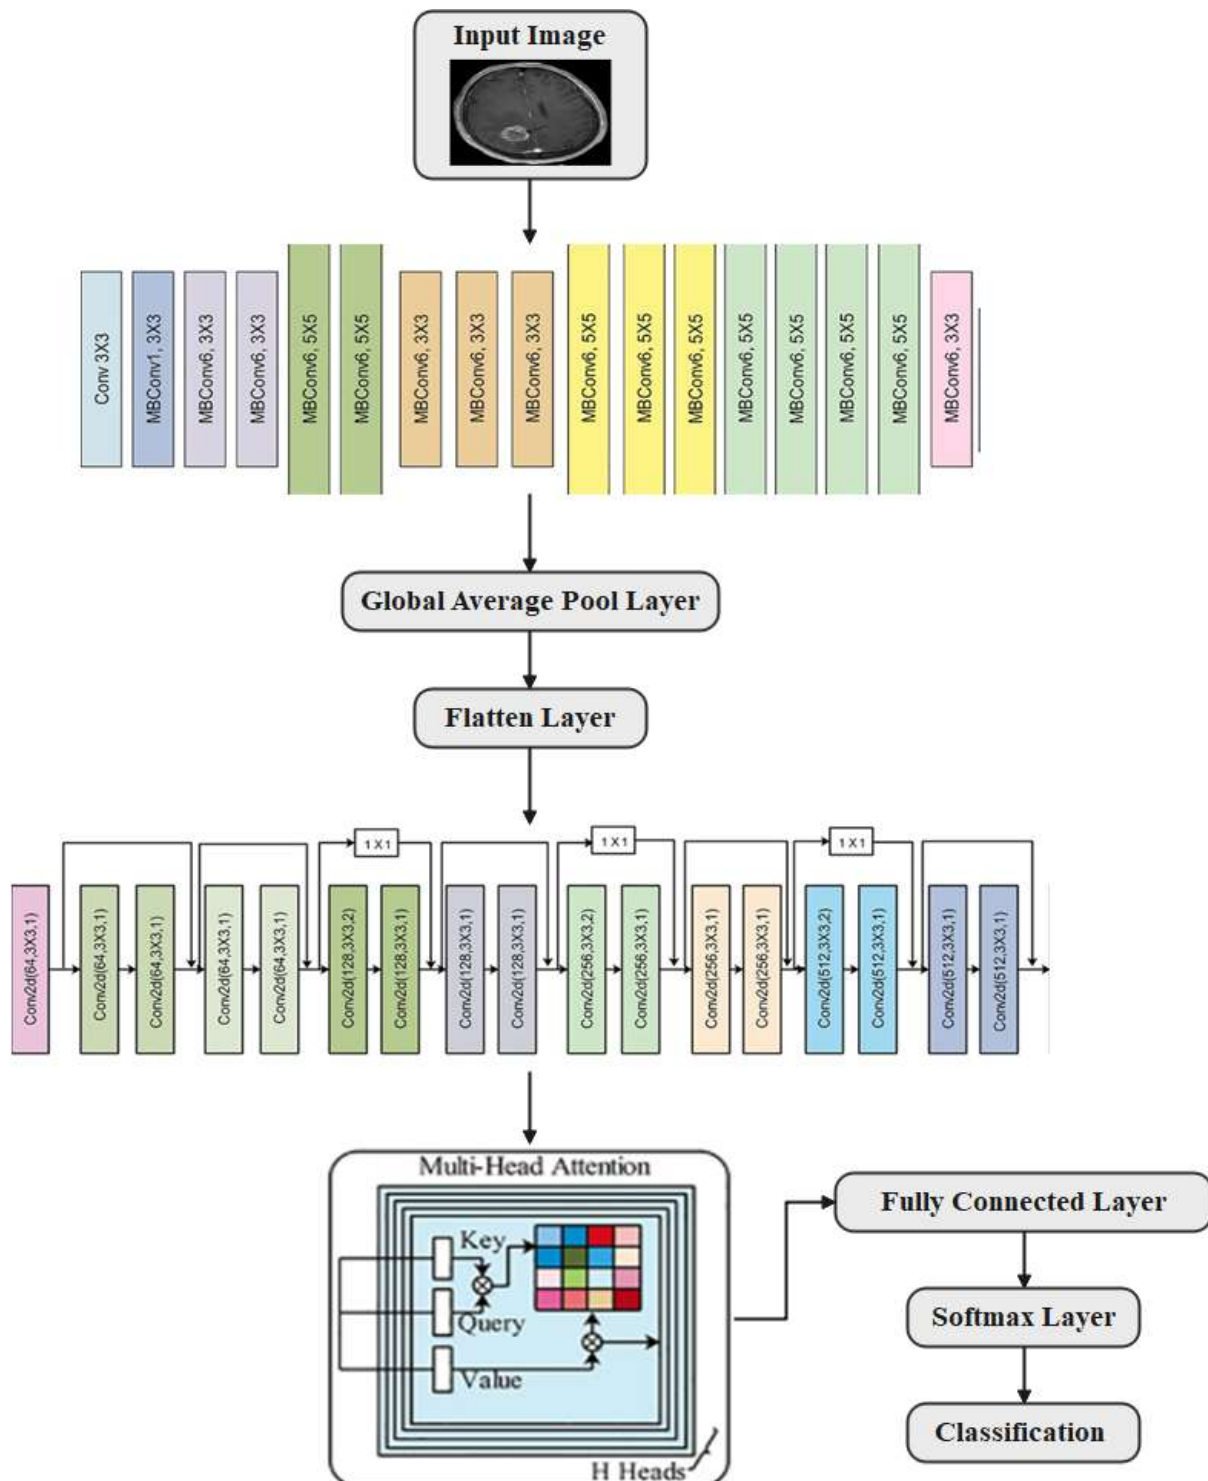 Input Image
Conv 3X3
MBConv1, 3X3
MBConv6, 3X3
MBConv6, 3X3
MBConv6, 5X5
MBConv6, 5X5
MBConv6, 3X3
MBConv6, 3X3
MBConv6, 3X3
MBConv6, 5X5
MBConv6, 5X5
MBConv6, 5X5
MBConv6, 5X5
MBConv6, 5X5
MBConv6, 5X5
MBConv6, 5X5
MBConv6, 3X3
Global Average Pool Layer
Flatten Layer
1 X 1
1 X 1
1 X 1
Conv2d(64,3X3,1)
Conv2d(64,3X3,1)
Conv2d(64,3X3,1)
Conv2d(64,3X3,1)
Conv2d(64,3X3,1)
Conv2d(128,3X3,2)
Conv2d(128,3X3,1)
Conv2d(128,3X3,1)
Conv2d(128,3X3,1)
Conv2d(256,3X3,2)
Conv2d(256,3X3,1)
Conv2d(256,3X3,1)
Conv2d(256,3X3,1)
Conv2d(512,3X3,2)
Conv2d(512,3X3,1)
Conv2d(512,3X3,1)
Conv2d(512,3X3,1)
Multi-Head Attention
Key
Query
Value
H Heads
Fully Connected Layer
Softmax Layer
Classification